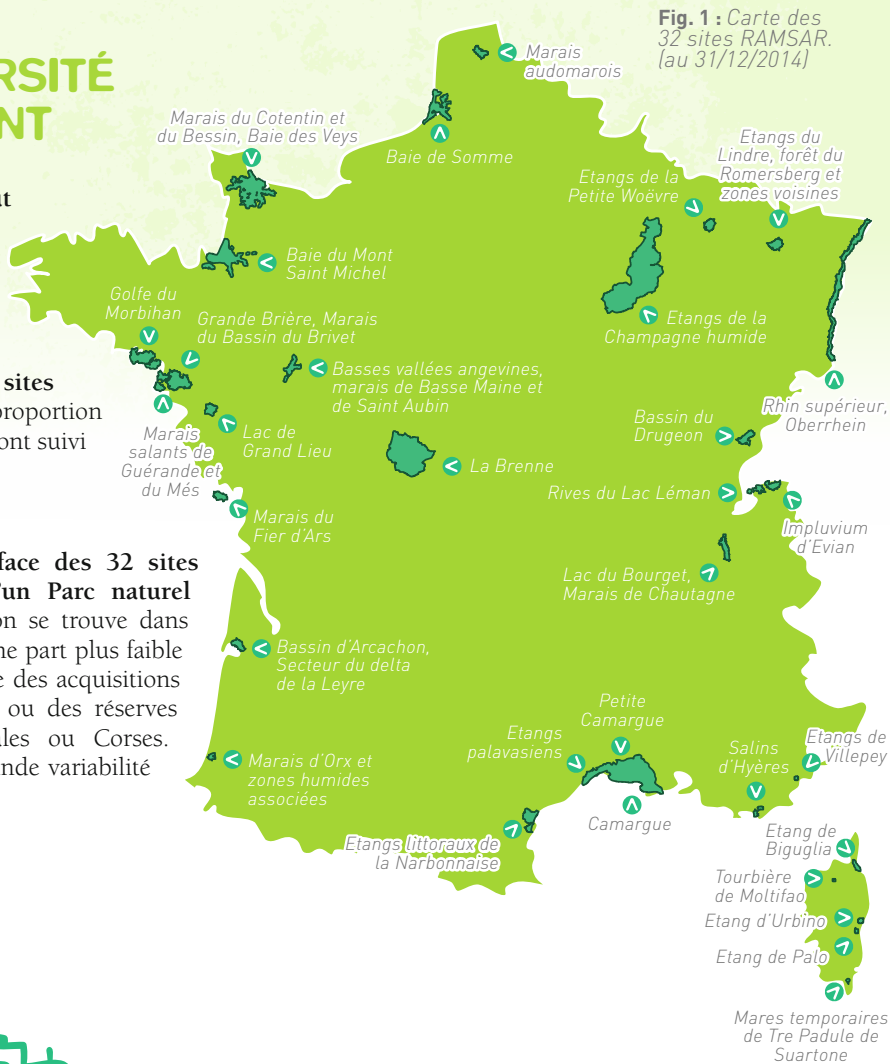 RSITÉ
NT
ut
sites
proportion
ont suivi
face des 32 sites
'un Parc naturel
on se trouve dans
ne part plus faible
e des acquisitions
ou des réserves
ales ou Corses.
nde variabilité
Fig. 1 : Carte des
32 sites RAMSAR.
(au 31/12/2014)
Marais
audomarois
Baie de Somme
Marais du Cotentin et
du Bessin, Baie des Veys
Etangs de la
Petite Woëvre
Etangs du
Lindre, forêt du
Romersberg et
zones voisines
Baie du Mont
Saint Michel
Golfe du
Morbihan
Grande Brière, Marais
du Bassin du Brivet
Etangs de la
Champagne humide
Basses vallées angevines,
marais de Basse Maine et
de Saint Aubin
Rhin supérieur,
Oberrhein
Marais
salants de
Guérande et
du Més
Lac de
Grand Lieu
Bassin du
Drugeon
La Brenne
Rives du Lac Léman
Marais du
Fier d'Ars
Impluvium
d'Evian
Lac du Bourget,
Marais de Chautagne
Bassin d'Arcachon,
Secteur du delta
de la Leyre
Petite
Camargue
Etangs
palavasiens
Salins
d'Hyères
Etangs de
Villepey
Marais d'Orx et
zones humides
associées
Camargue
Etangs littoraux de
la Narbonnaise
Etang de
Biguglia
Tourbière
de Moltifao
Etang d'Urbino
Etang de Palo
Mares temporaires
de Tre Padule de
Suartone